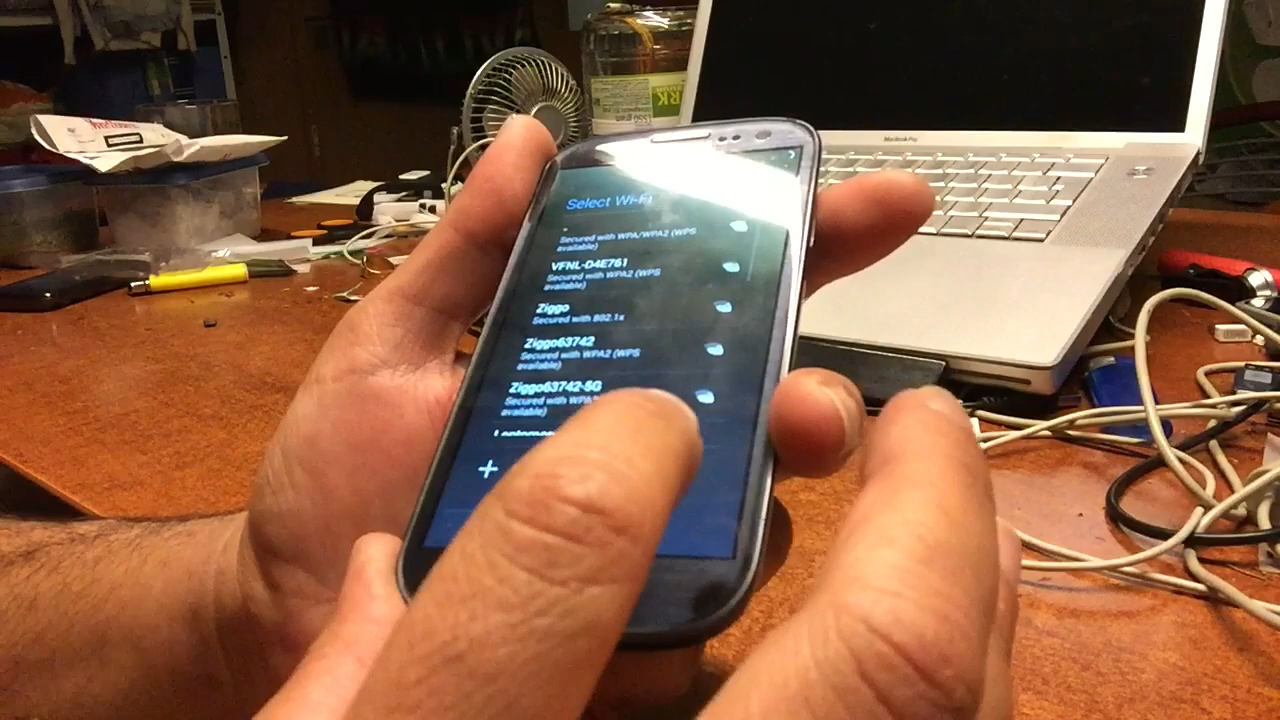 Select Wi-Fi
Secured with WPA/WPA2 (WPS
available)
VFNL-D4E761
Secured with WPA2 (WPS
available)
Ziggo
Secured with 802.1x
Ziggo63742
Secured with WPA2 (WPS
available)
Ziggo63742-5G
Secured with
available)
MacBook Pro